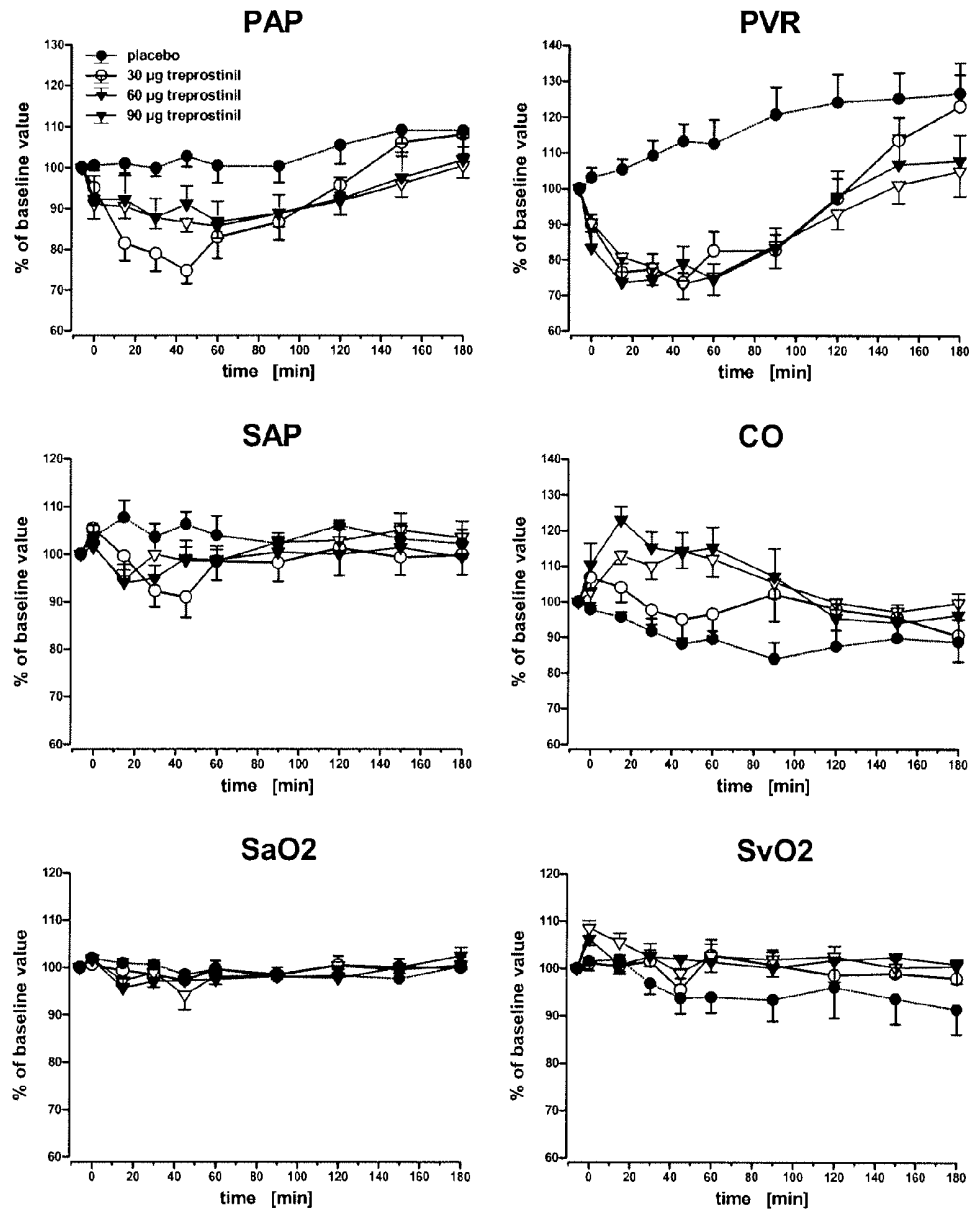 PAP
130
120
110
100
90
80
70
60
% of baseline value
placebo
30 µg treprostinil
60 µg treprostinil
90 µg treprostinil
0 20 40 60 80 100 120 140 160 180
time [min]
PVR
140
130
120
110
100
90
80
70
60
% of baseline value
0 20 40 60 80 100 120 140 160 180
time [min]
SAP
120
110
100
90
80
70
60
% of baseline value
0 20 40 60 80 100 120 140 160 180
time [min]
CO
140
130
120
110
100
90
80
70
60
% of baseline value
0 20 40 60 80 100 120 140 160 180
time [min]
SaO2
120
110
100
90
80
70
60
% of baseline value
0 20 40 60 80 100 120 140 160 180
time [min]
SvO2
120
110
100
90
80
70
60
% of baseline value
0 20 40 60 80 100 120 140 160 180
time [min]